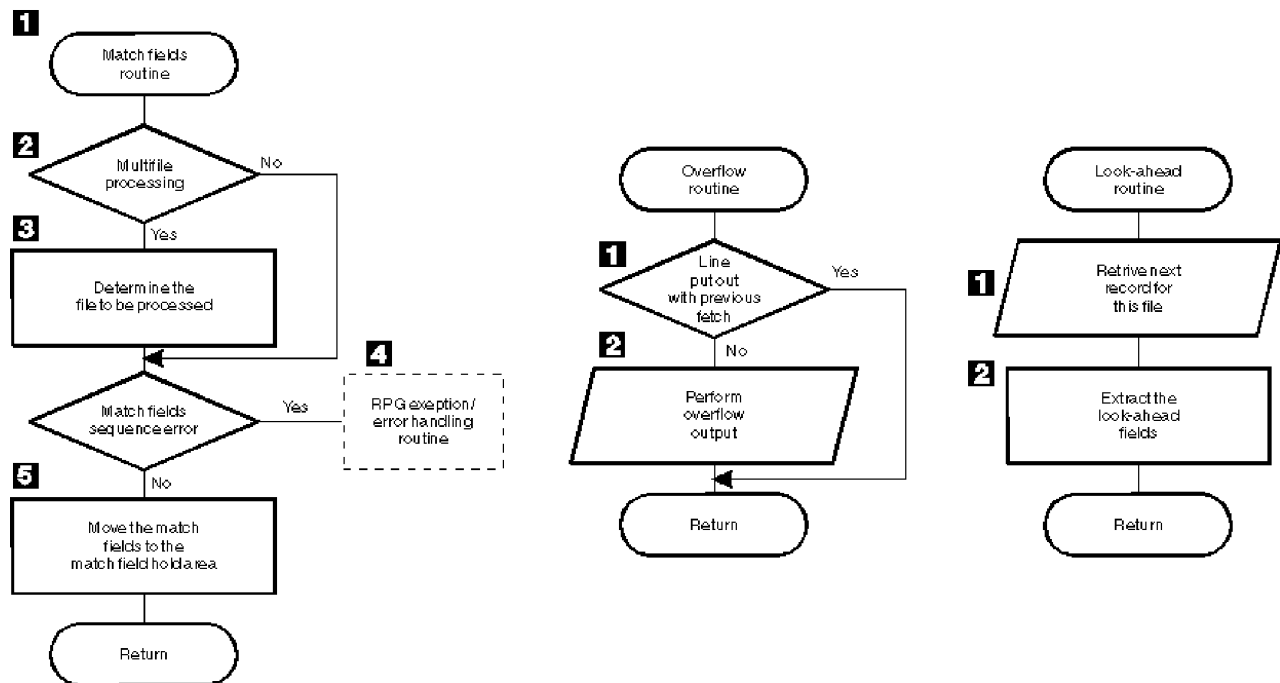 1
Match fields
routine
2
Multifile
processing
No
Yes
3
Determine the
file to be processed
4
Match fields
sequence error
Yes
RPG exeption/
error handling
routine
No
5
Move the match
fields to the
match field hold area
Return
Overflow
routine
1
Line
put out
with previous
fetch
Yes
No
2
Perform
overflow
output
Return
Look-ahead
routine
1
Retrive next
record for
this file
2
Extract the
look-ahead
fields
Return